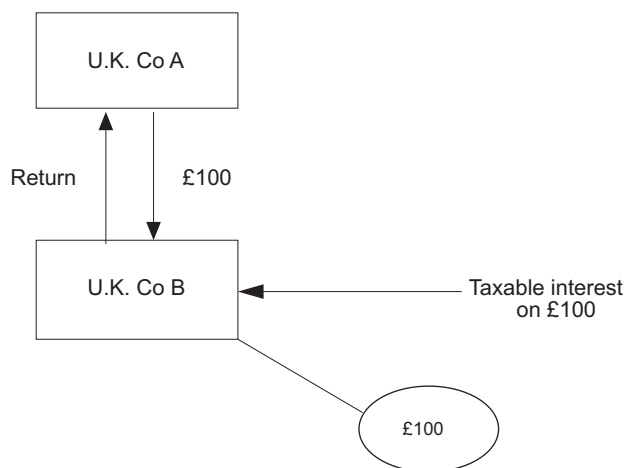 U.K. Co A
Return
£100
U.K. Co B
Taxable interest
on £100
£100